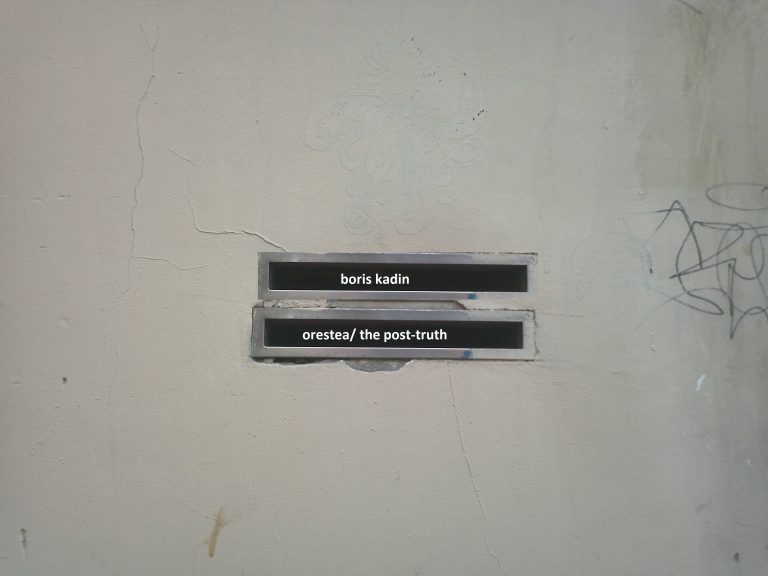 boris kadin
orestea/ the post-truth